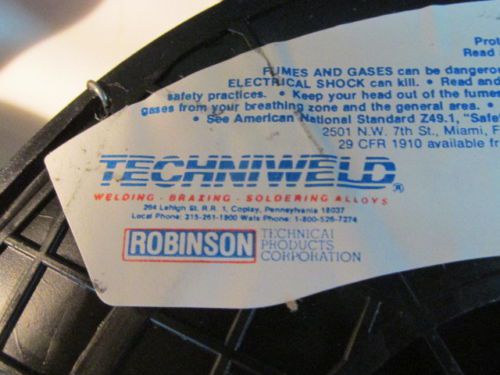 Prot
Read
FUMES AND GASES can be dangerou
ELECTRICAL SHOCK can kill. • Read and
safety practices. • Keep your head out of the fumes
gases from your breathing zone and the general area. •
• See American National Standard Z49.1, "Safet
2501 N.W. 7th St., Miami, F
29 CFR 1910 available fr
TECHNIWELD®
WELDING - BRAZING - SOLDERING ALLOYS
264 Lehigh St. R.R. 1, Coplay, Pennsylvania 18037
Local Phone: 215-261-1900 Wats Phone: 1-800-526-7274
ROBINSON
TECHNICAL
PRODUCTS
CORPORATION